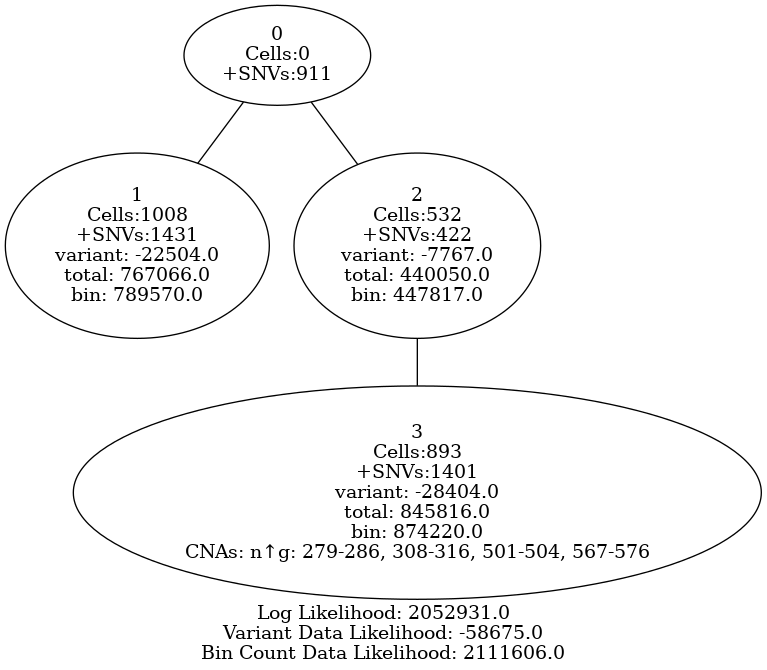 0
Cells:0
+SNVs:911
1
Cells:1008
+SNVs:1431
variant: -22504.0
total: 767066.0
bin: 789570.0
2
Cells:532
+SNVs:422
variant: -7767.0
total: 440050.0
bin: 447817.0
3
Cells:893
+SNVs:1401
variant: -28404.0
total: 845816.0
bin: 874220.0
CNAs: n↑g: 279-286, 308-316, 501-504, 567-576
Log Likelihood: 2052931.0
Variant Data Likelihood: -58675.0
Bin Count Data Likelihood: 2111606.0